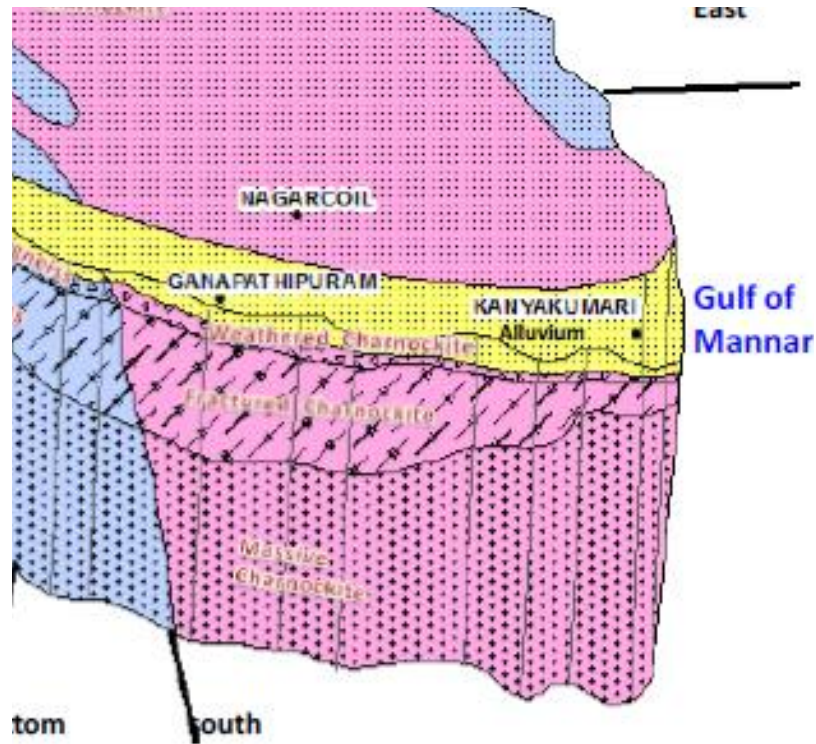 East
NAGARCOIL
GANAPATHIPURAM
KANYAKUMARI
Alluvium
Gulf of
Mannar
Weathered Charnockite
Fractured Charnockite
Massive
Charnockite
tom
south